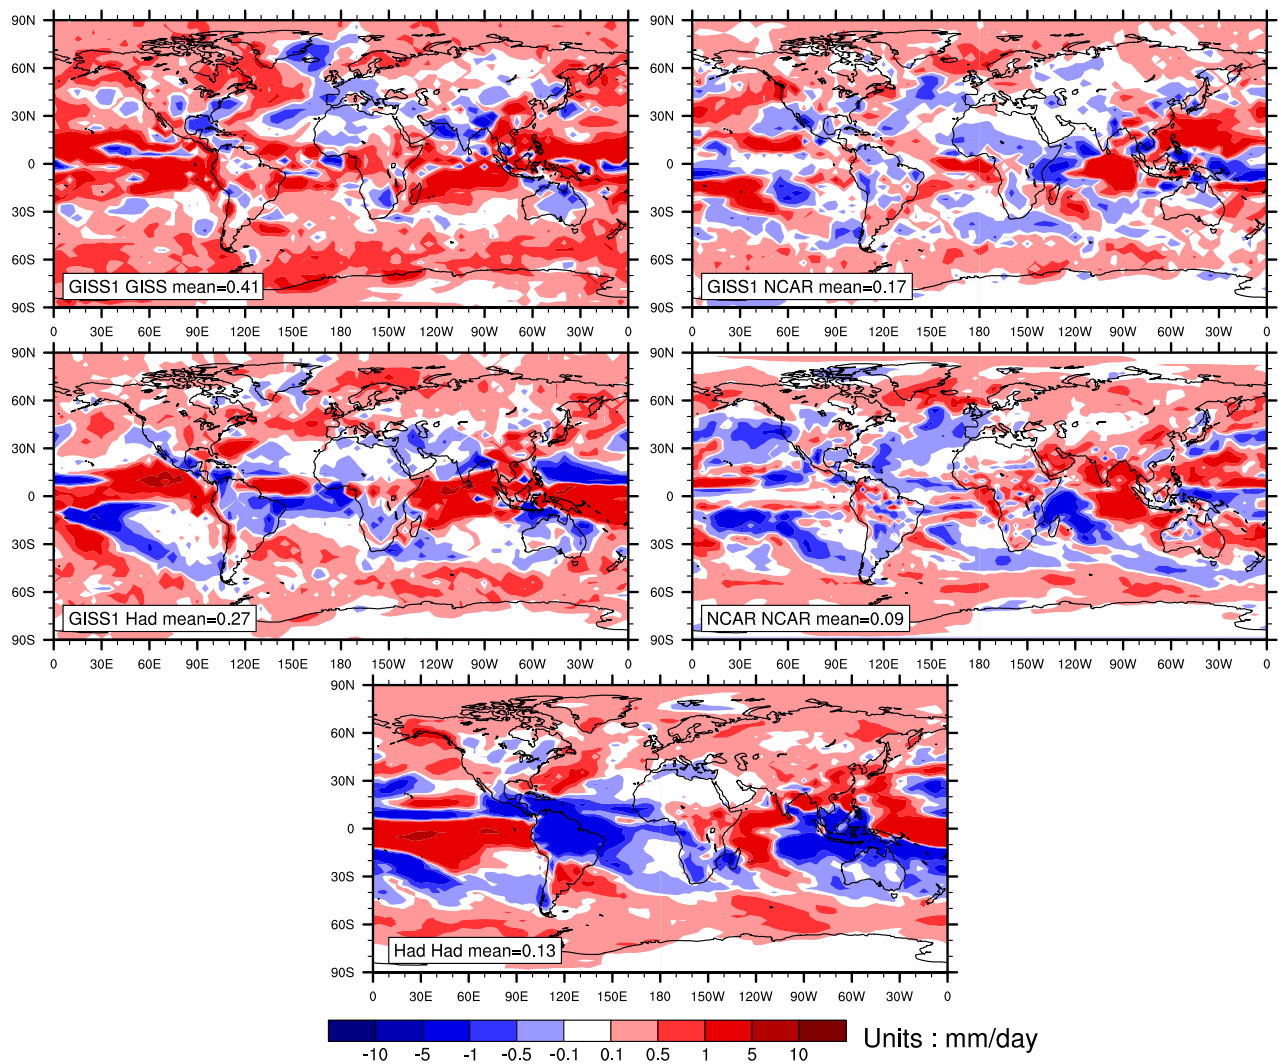 90N 90N
60N 60N
30N 30N
0 0
30S 30S
60S 60S
GISS1 GISS mean=0.41 GISS1 NCAR mean=0.17
90S 90S
0 30E 60E 90E 120E 150E 180 150W 120W 90W 60W 30W 0 0 30E 60E 90E 120E 150E 180 150W 120W 90W 60W 30W 0
90N 90N
60N 60N
30N 30N
0 0
30S 30S
60S 60S
GISS1 Had mean=0.27 NCAR NCAR mean=0.09
90S 90S
0 30E 60E 90E 120E 150E 180 150W 120W 90W 60W 30W 0 0 30E 60E 90E 120E 150E 180 150W 120W 90W 60W 30W 0
90N
60N
30N
0
30S
60S
Had Had mean=0.13
90S
0 30E 60E 90E 120E 150E 180 150W 120W 90W 60W 30W 0
-10 -5 -1 -0.5 -0.1 0.1 0.5 1 5 10 Units : mm/day